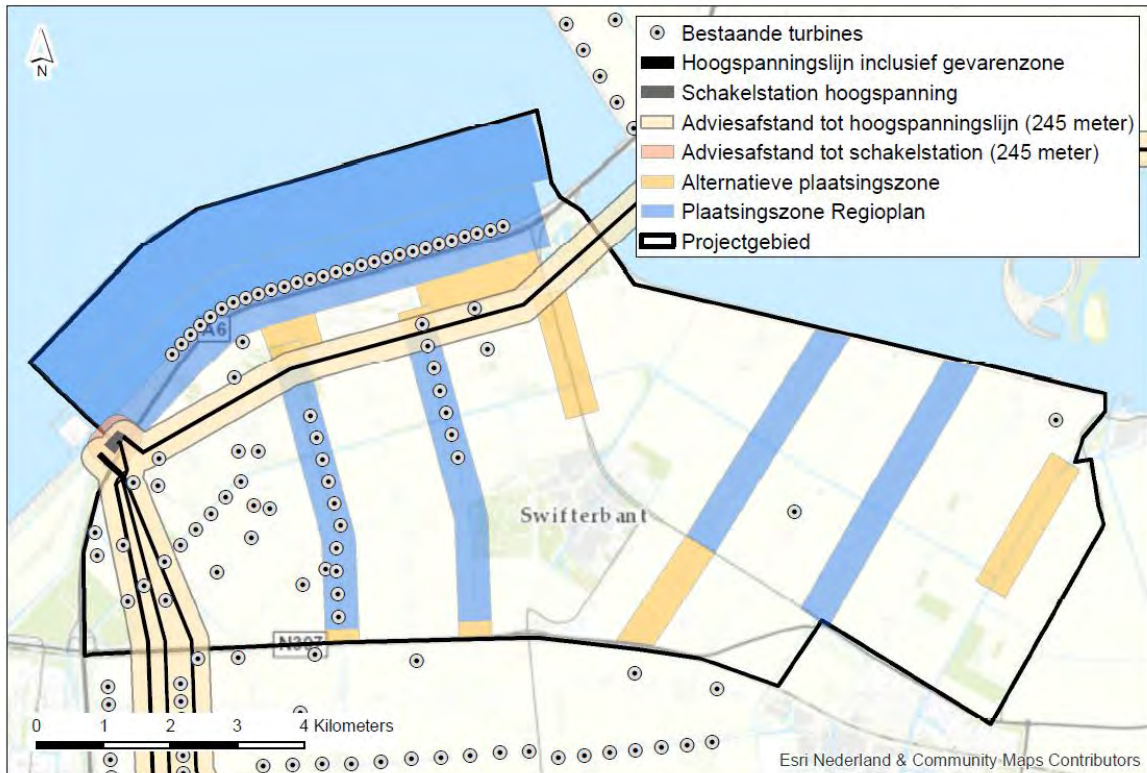 N
Bestaande turbines
Hoogspanningslijn inclusief gevarenzone
Schakelstation hoogspanning
Adviesafstand tot hoogspanningslijn (245 meter)
Adviesafstand tot schakelstation (245 meter)
Alternatieve plaatsingszone
Plaatsingszone Regioplan
Projectgebied
A6
Swifterbant
N307
0 1 2 3 4 Kilometers
Esri Nederland & Community Maps Contributors